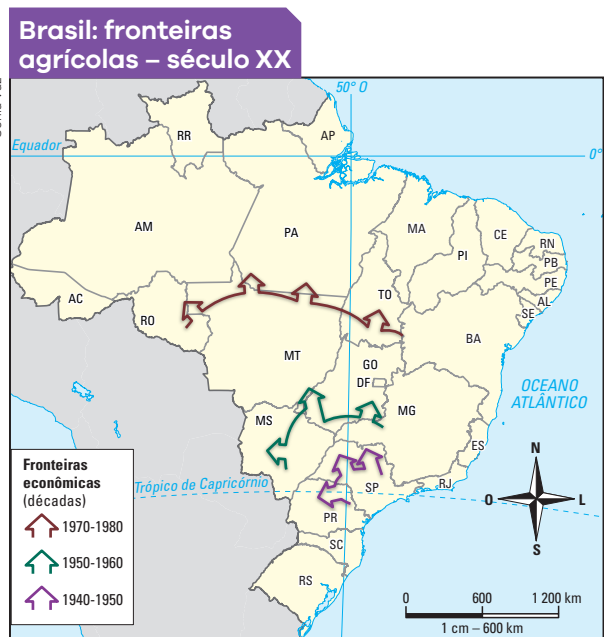 Brasil: fronteiras
agrícolas – século XX
50° O
Equador
0°
RR
AP
AM
PA
MA
CE
RN
PB
PE
AL
SE
PI
AC
RO
TO
BA
MT
GO
DF
MG
MS
ES
RJ
SP
PR
SC
RS
OCEANO
ATLÂNTICO
Trópico de Capricórnio
Fronteiras
econômicas
(décadas)
1970-1980
1950-1960
1940-1950
N
O
L
S
0 600 1 200 km
1 cm – 600 km